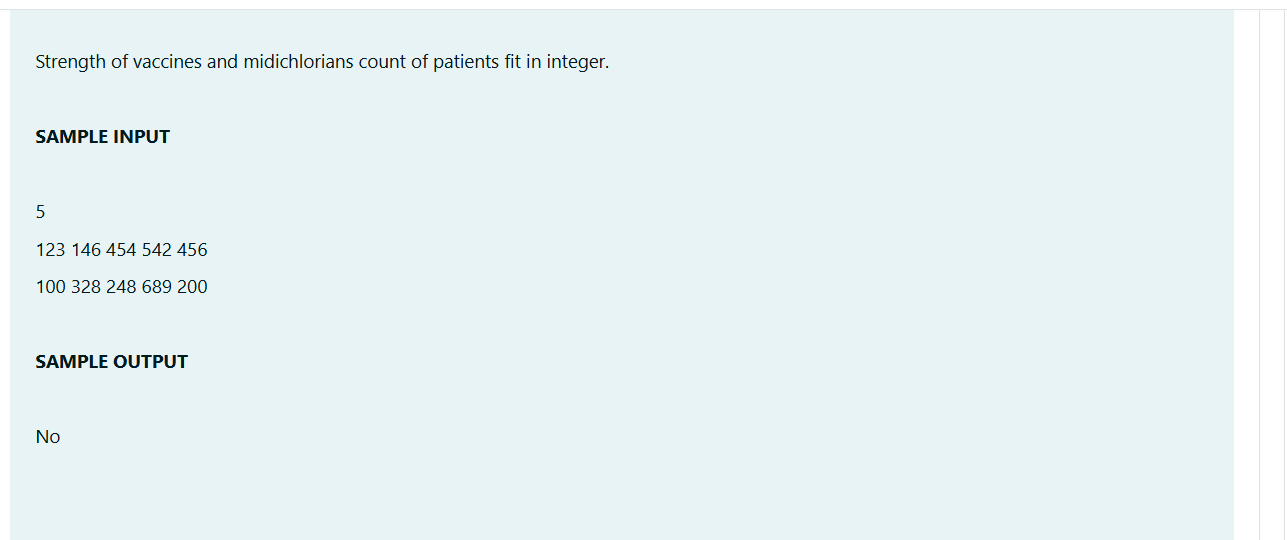 Strength of vaccines and midichlorians count of patients fit in integer.
SAMPLE INPUT
5
123 146 454 542 456
100 328 248 689 200
SAMPLE OUTPUT
No